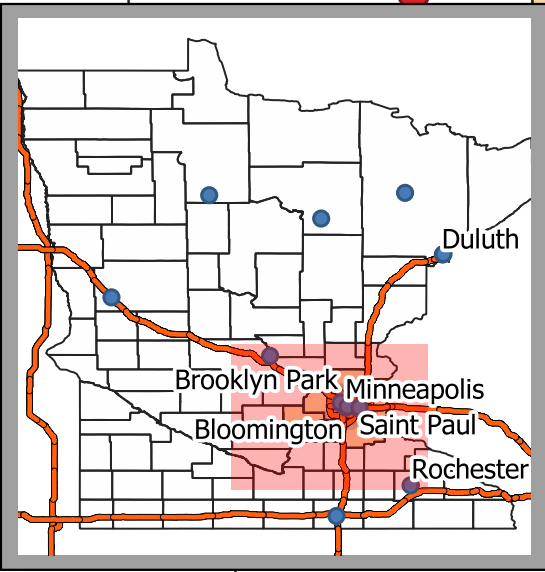 Duluth
Brooklyn Park
Minneapolis
Bloomington
Saint Paul
Rochester